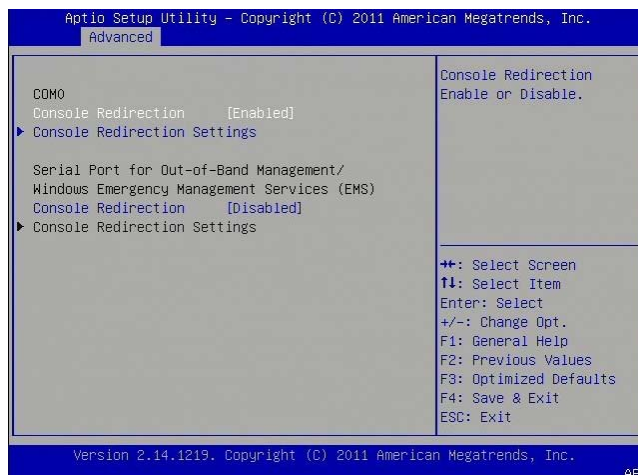 Aptio Setup Utility – Copyright (C) 2011 American Megatrends, Inc.
Advanced
COM0
Console Redirection [Enabled]
Console Redirection Settings
Serial Port for Out-of-Band Management/
Windows Emergency Management Services (EMS)
Console Redirection [Disabled]
Console Redirection Settings
Console Redirection
Enable or Disable.
→←: Select Screen
↑↓: Select Item
Enter: Select
+/-: Change Opt.
F1: General Help
F2: Previous Values
F3: Optimized Defaults
F4: Save & Exit
ESC: Exit
Version 2.14.1219. Copyright (C) 2011 American Megatrends, Inc.